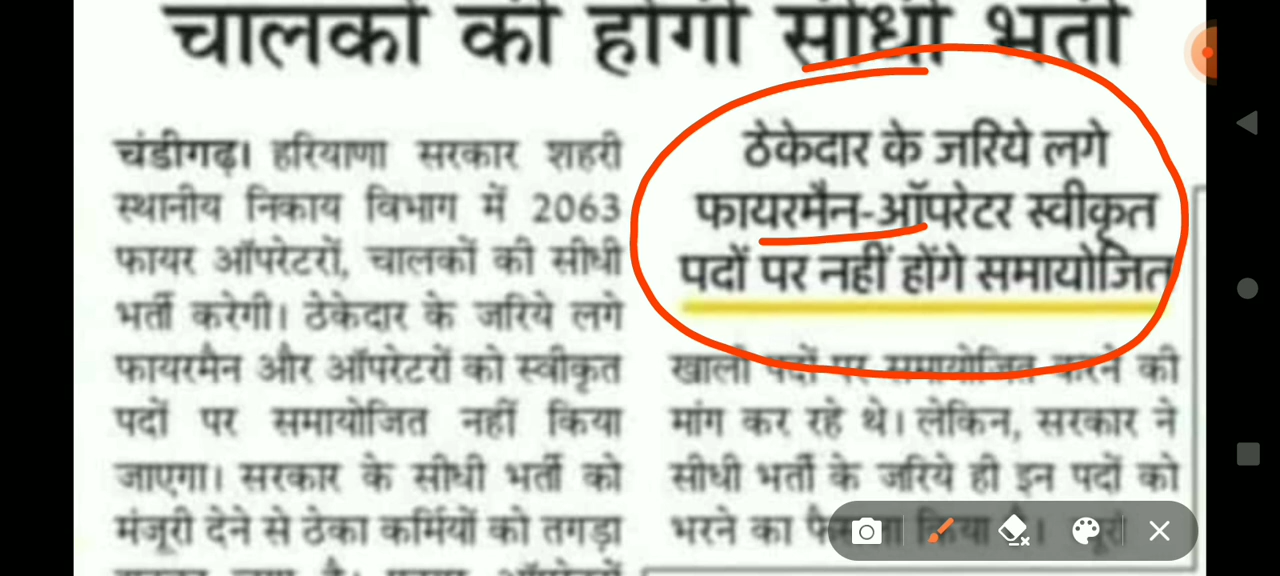 चालकों की होगी सीधी भर्ती
चंडीगढ़। हरियाणा सरकार शहरी
स्थानीय निकाय विभाग में 2063
फायर ऑपरेटरों, चालकों की सीधी
भर्ती करेगी। ठेकेदार के जरिये लगे
फायरमैन और ऑपरेटरों को स्वीकृत
पदों पर समायोजित नहीं किया
जाएगा। सरकार के सीधी भर्ती को
मंजूरी देने से ठेका कर्मियों को तगड़ा
ठेकेदार के जरिये लगे
फायरमैन-ऑपरेटर स्वीकृत
पदों पर नहीं होंगे समायोजित
खाली पदों पर समायोजित करने की
मांग कर रहे थे। लेकिन, सरकार ने
सीधी भर्ती के जरिये ही इन पदों को
भरने का किया